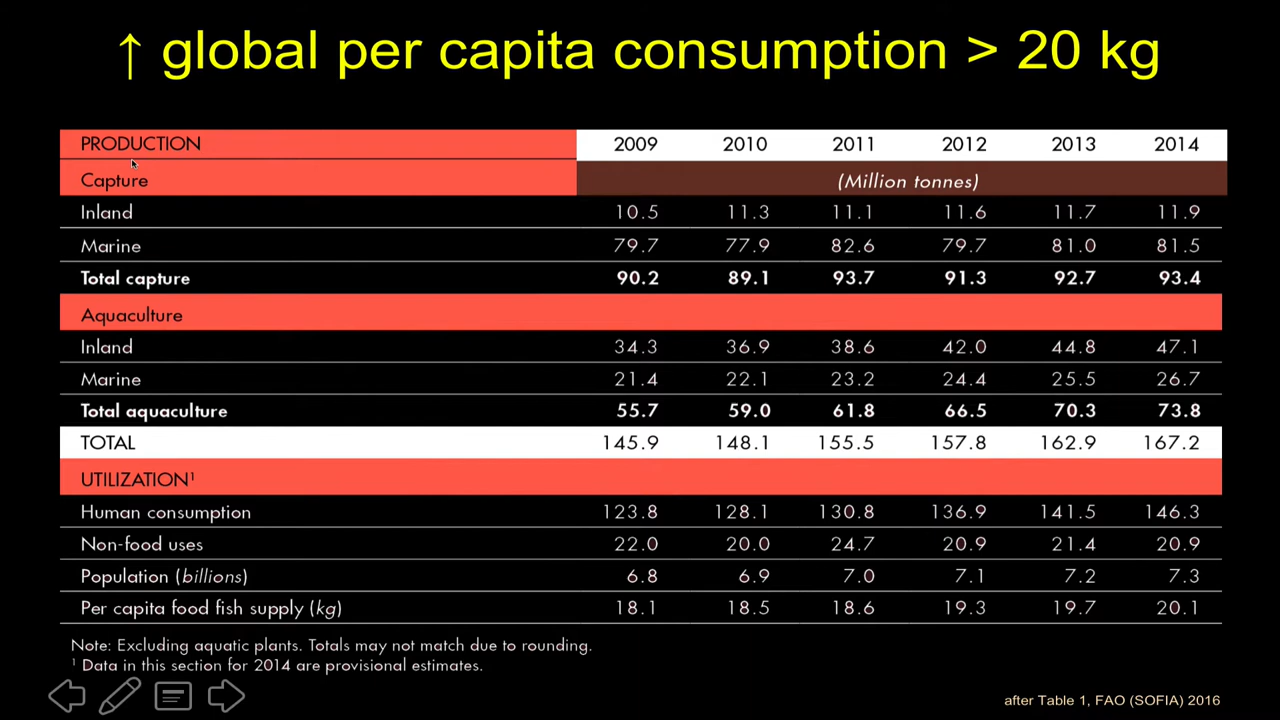 ↑ global per capita consumption > 20 kg
PRODUCTION 2009 2010 2011 2012 2013 2014
Capture (Million tonnes)
Inland 10.5 11.3 11.1 11.6 11.7 11.9
Marine 79.7 77.9 82.6 79.7 81.0 81.5
Total capture 90.2 89.1 93.7 91.3 92.7 93.4
Aquaculture
Inland 34.3 36.9 38.6 42.0 44.8 47.1
Marine 21.4 22.1 23.2 24.4 25.5 26.7
Total aquaculture 55.7 59.0 61.8 66.5 70.3 73.8
TOTAL 145.9 148.1 155.5 157.8 162.9 167.2
UTILIZATION¹
Human consumption 123.8 128.1 130.8 136.9 141.5 146.3
Non-food uses 22.0 20.0 24.7 20.9 21.4 20.9
Population (billions) 6.8 6.9 7.0 7.1 7.2 7.3
Per capita food fish supply (kg) 18.1 18.5 18.6 19.3 19.7 20.1
Note: Excluding aquatic plants. Totals may not match due to rounding.
¹ Data in this section for 2014 are provisional estimates.
after Table 1, FAO (SOFIA) 2016